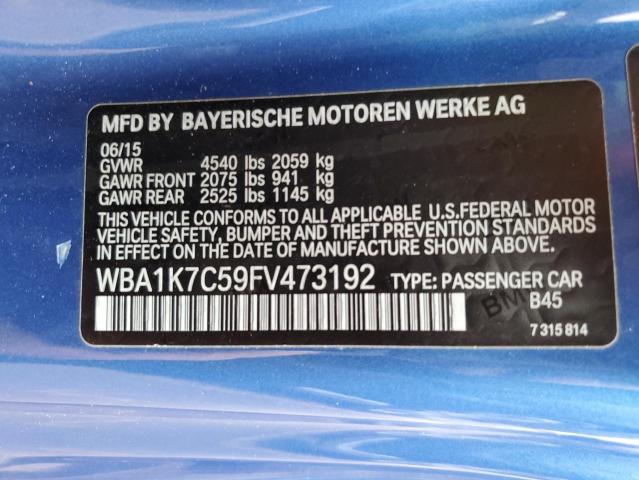 MFD BY BAYERISCHE MOTOREN WERKE AG
06/15
GVWR 4540 lbs 2059 kg
GAWR FRONT 2075 lbs 941 kg
GAWR REAR 2525 lbs 1145 kg
THIS VEHICLE CONFORMS TO ALL APPLICABLE U.S.FEDERAL MOTOR
VEHICLE SAFETY, BUMPER AND THEFT PREVENTION STANDARDS
IN EFFECT ON THE DATE OF MANUFACTURE SHOWN ABOVE.
WBA1K7C59FV473192 TYPE: PASSENGER CAR
B45
7 315 814